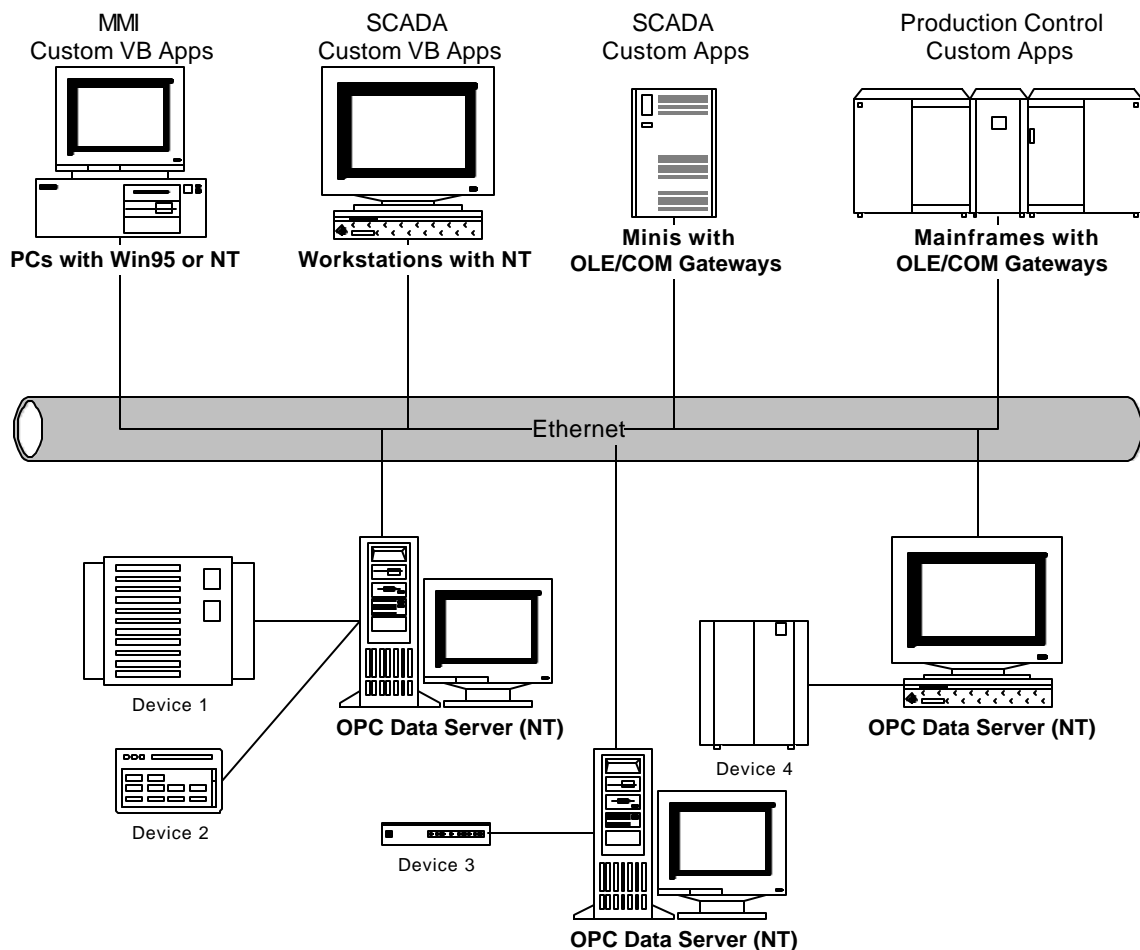 MMI
Custom VB Apps
SCADA
Custom VB Apps
SCADA
Custom Apps
Production Control
Custom Apps
PCs with Win95 or NT
Workstations with NT
Minis with
OLE/COM Gateways
Mainframes with
OLE/COM Gateways
Ethernet
Device 1
OPC Data Server (NT)
Device 2
Device 4
OPC Data Server (NT)
Device 3
OPC Data Server (NT)